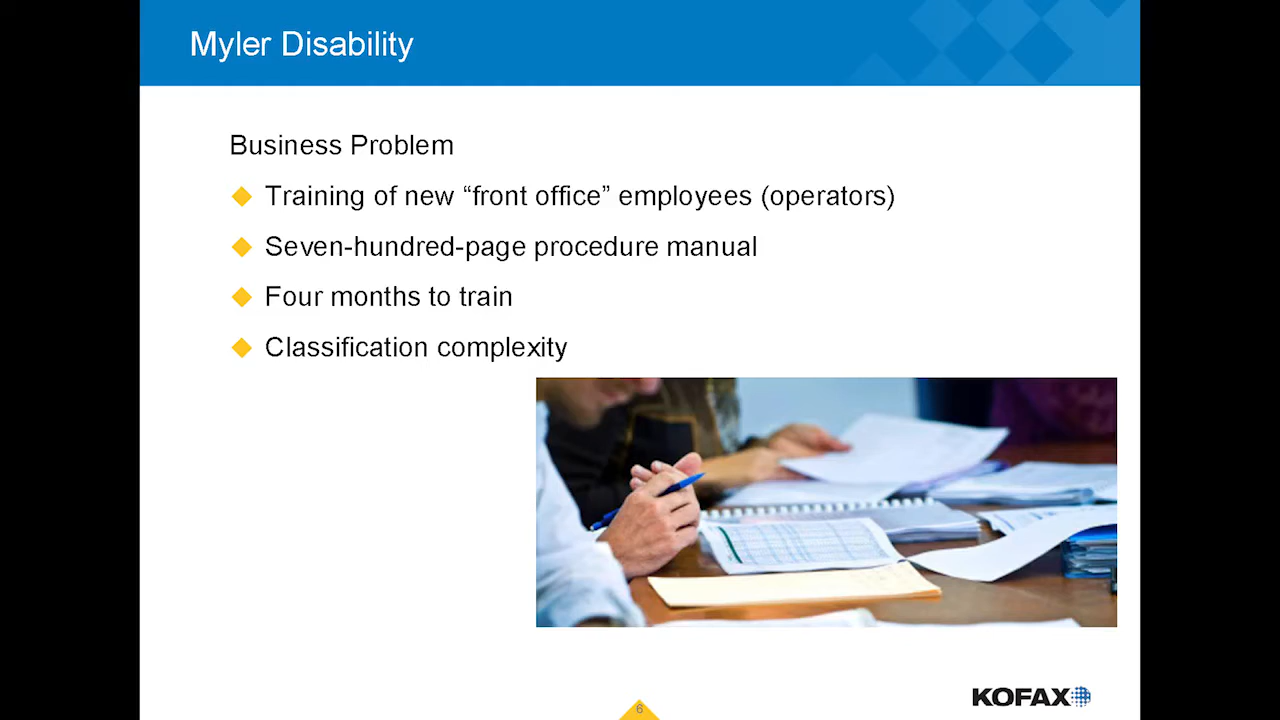 Myler Disability
Business Problem
Training of new “front office” employees (operators)
Seven-hundred-page procedure manual
Four months to train
Classification complexity
6
KOFAX